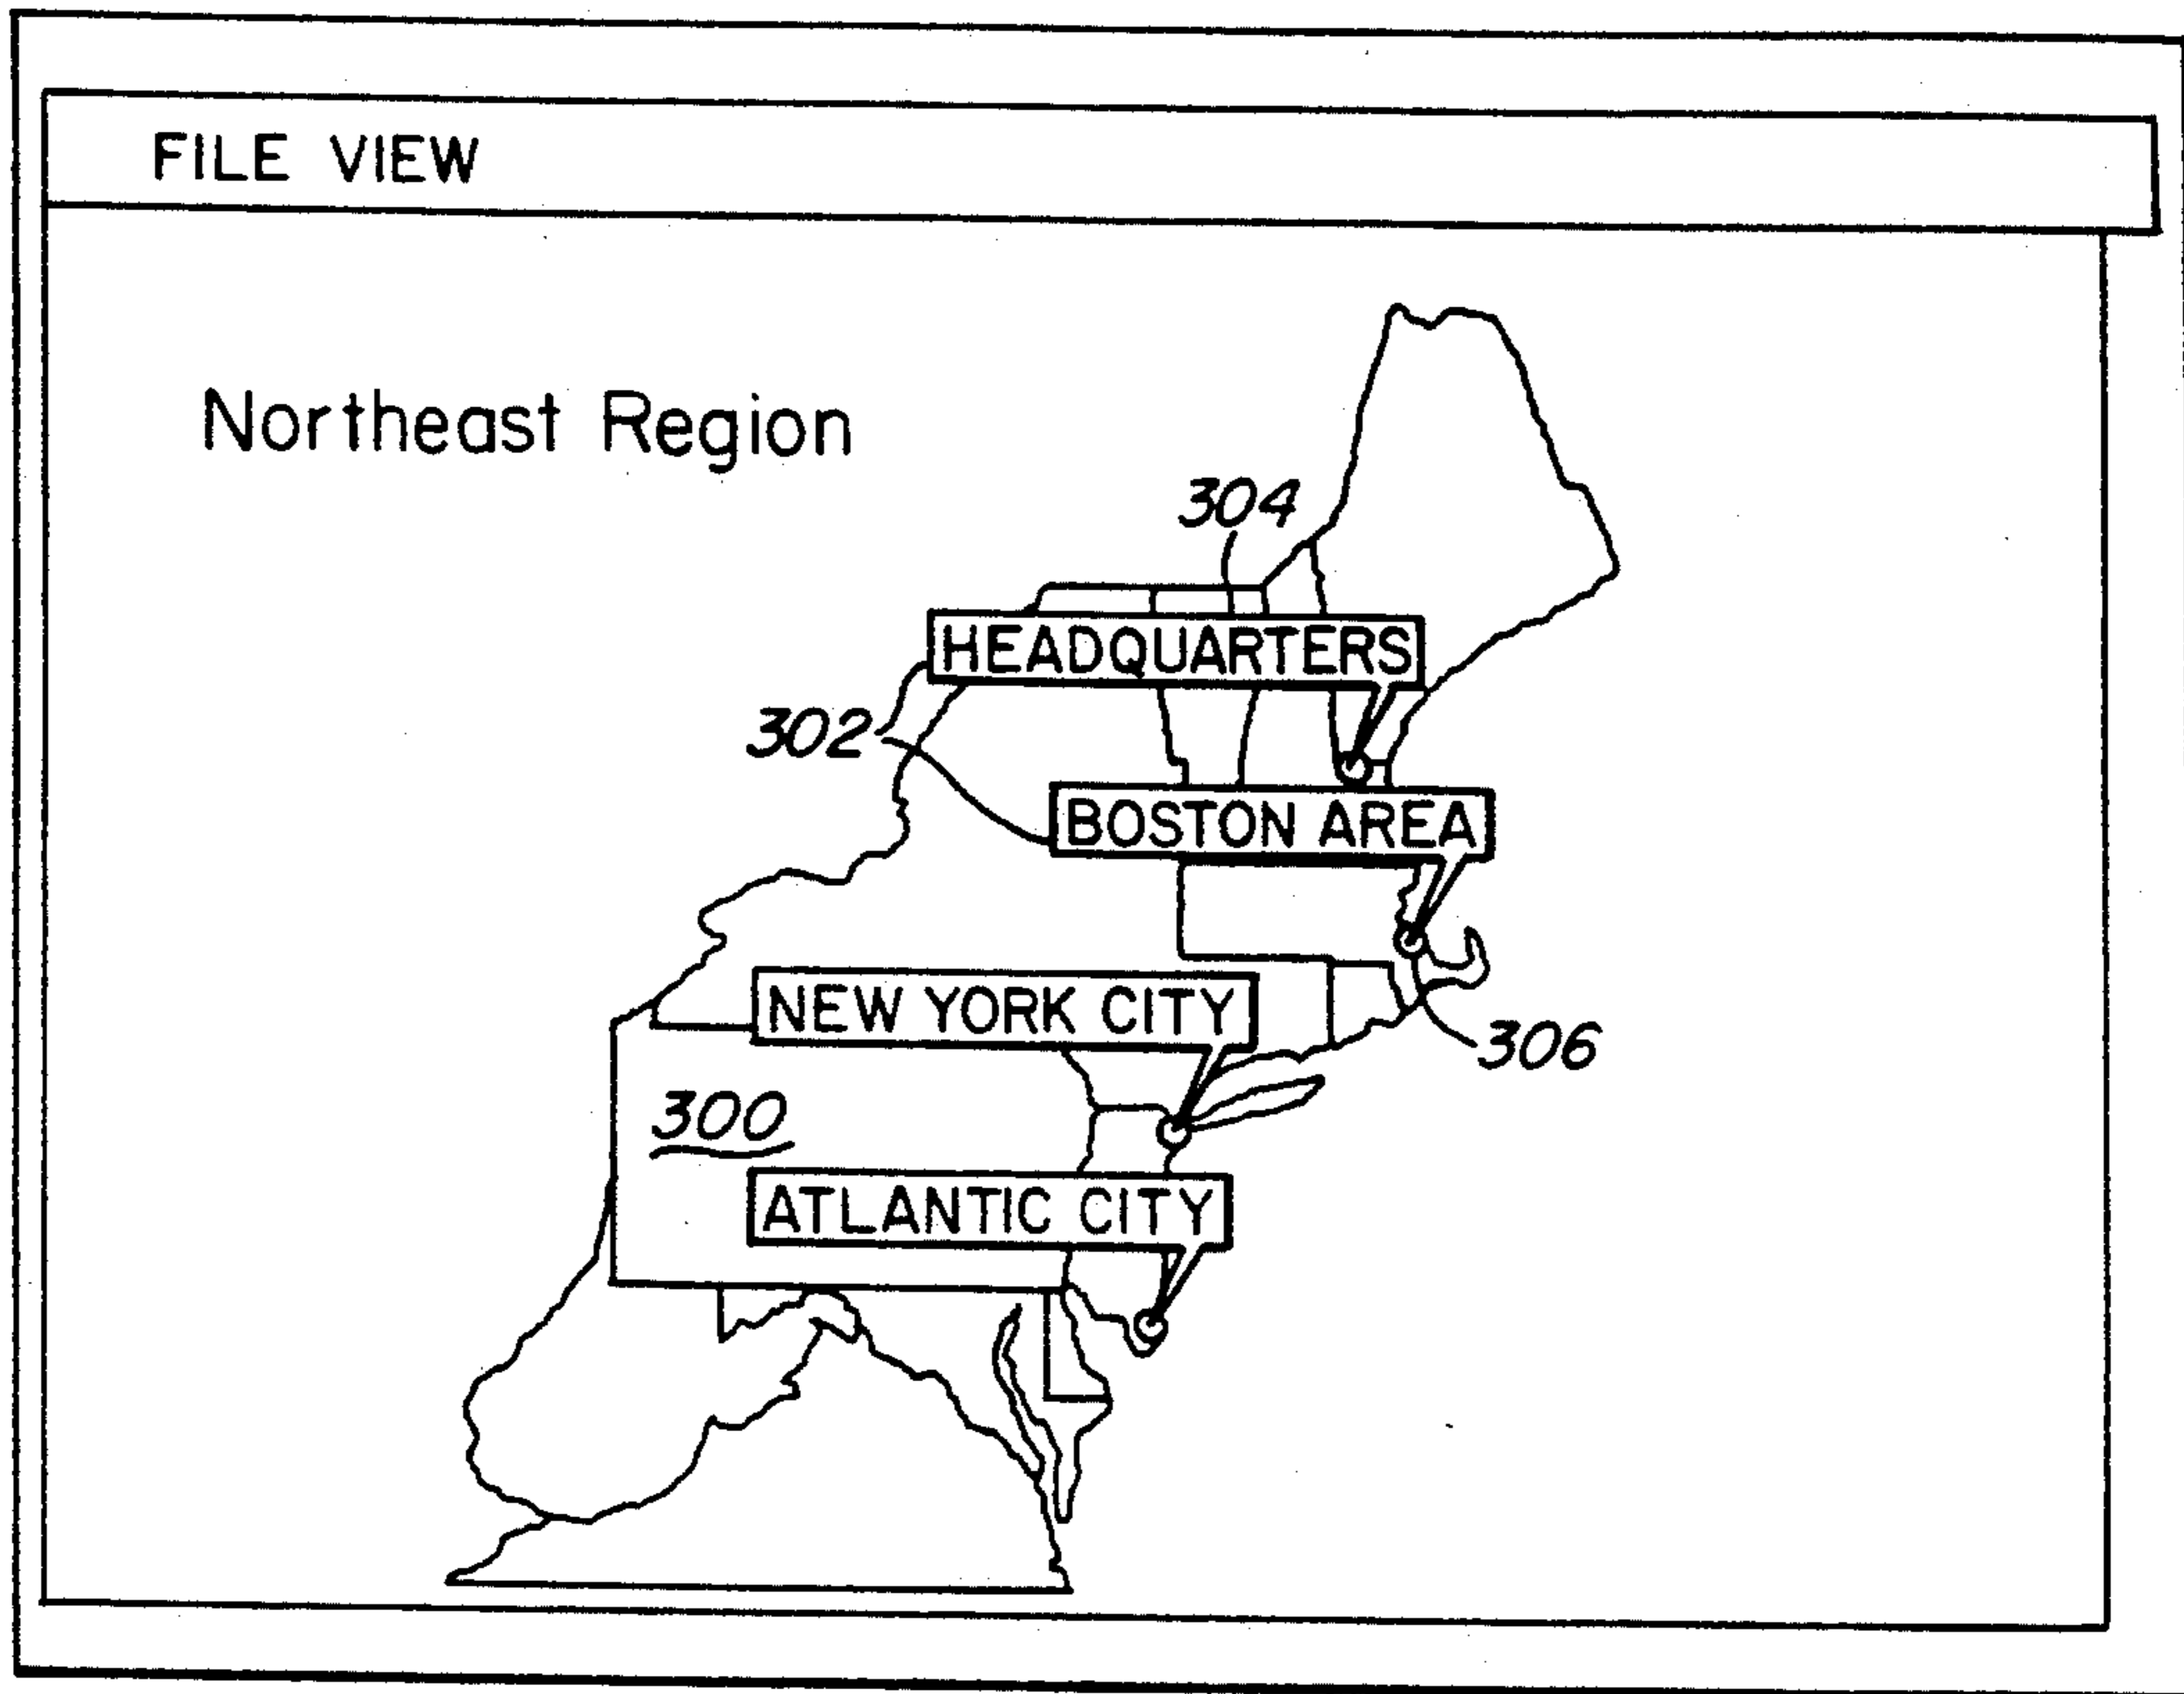 FILE VIEW
Northeast Region
304
HEADQUARTERS
302
BOSTON AREA
NEW YORK CITY
306
300
ATLANTIC CITY